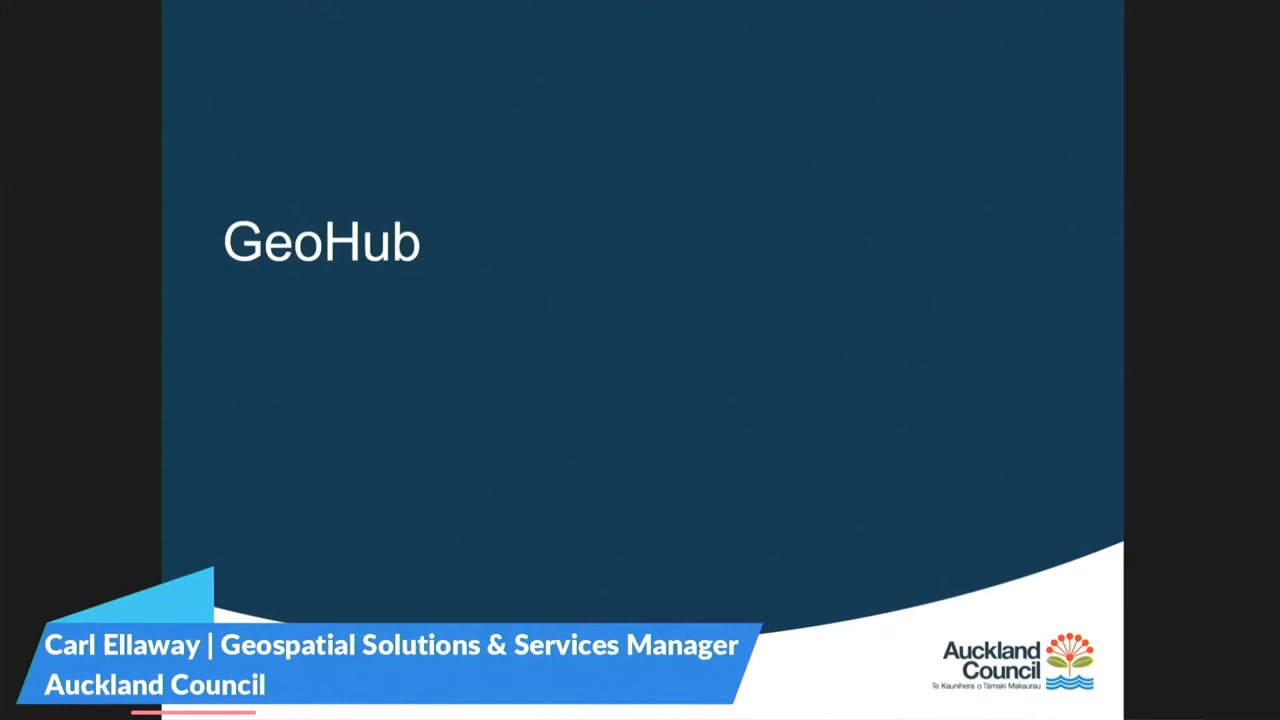 GeoHub
Carl Ellaway | Geospatial Solutions & Services Manager
Auckland Council
Auckland
Council
Te Kaunihera o Tāmaki Makaurau